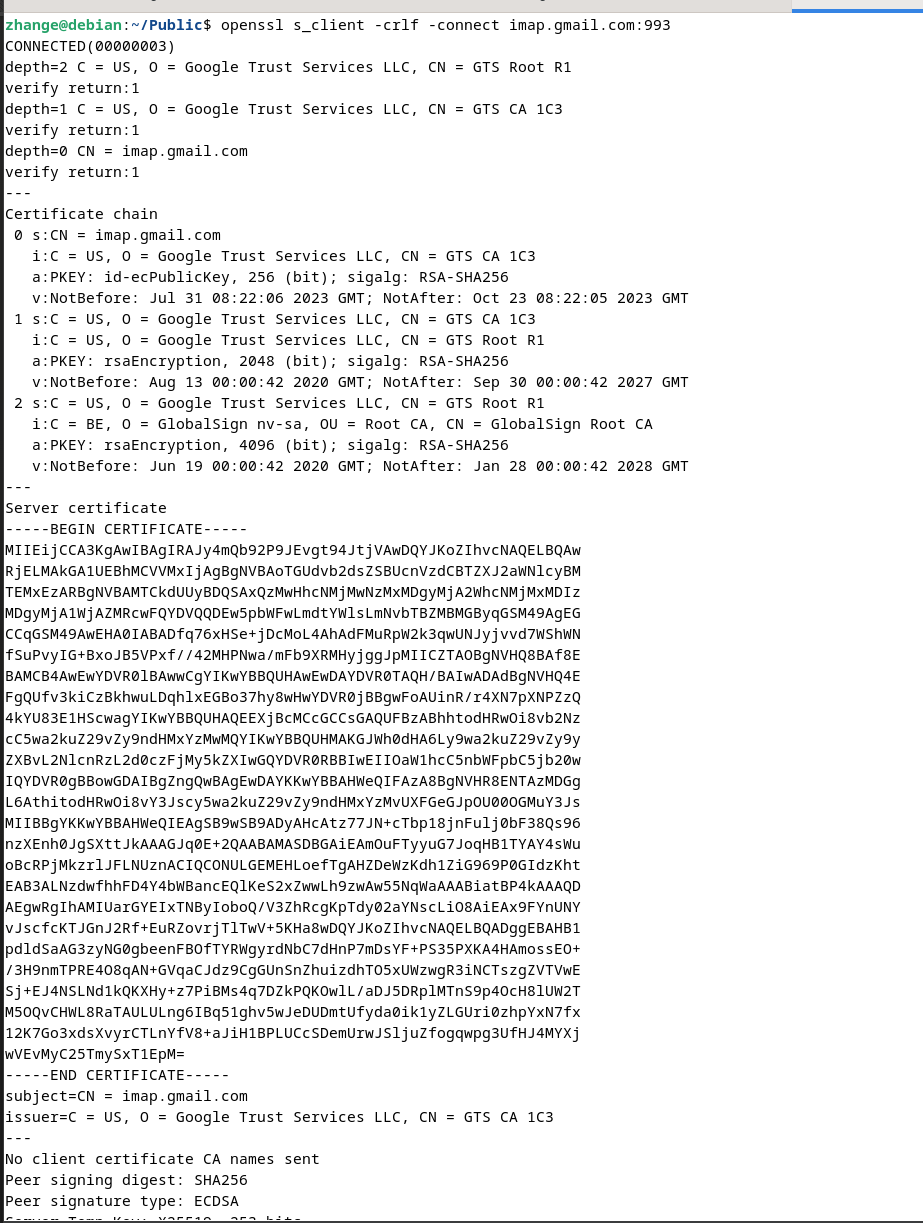 zhange@debian:~/Public$ openssl s_client -crlf -connect imap.gmail.com:993
CONNECTED(00000003)
depth=2 C = US, O = Google Trust Services LLC, CN = GTS Root R1
verify return:1
depth=1 C = US, O = Google Trust Services LLC, CN = GTS CA 1C3
verify return:1
depth=0 CN = imap.gmail.com
verify return:1
---
Certificate chain
 0 s:CN = imap.gmail.com
   i:C = US, O = Google Trust Services LLC, CN = GTS CA 1C3
   a:PKEY: id-ecPublicKey, 256 (bit); sigalg: RSA-SHA256
   v:NotBefore: Jul 31 08:22:06 2023 GMT; NotAfter: Oct 23 08:22:05 2023 GMT
 1 s:C = US, O = Google Trust Services LLC, CN = GTS CA 1C3
   i:C = US, O = Google Trust Services LLC, CN = GTS Root R1
   a:PKEY: rsaEncryption, 2048 (bit); sigalg: RSA-SHA256
   v:NotBefore: Aug 13 00:00:42 2020 GMT; NotAfter: Sep 30 00:00:42 2027 GMT
 2 s:C = US, O = Google Trust Services LLC, CN = GTS Root R1
   i:C = BE, O = GlobalSign nv-sa, OU = Root CA, CN = GlobalSign Root CA
   a:PKEY: rsaEncryption, 4096 (bit); sigalg: RSA-SHA256
   v:NotBefore: Jun 19 00:00:42 2020 GMT; NotAfter: Jan 28 00:00:42 2028 GMT
---
Server certificate
-----BEGIN CERTIFICATE-----
MIIEijCCA3KgAwIBAgIRAJy4mQb92P9JEvgt94JtjVAwDQYJKoZIhvcNAQELBQAw
RjELMAkGA1UEBhMCVVMxIjAgBgNVBAoTGUdvb2dsZSBUcnVzdCBTZXJ2aWNlcyBM
TEMxEzARBgNVBAMTCkdUUyBDQSAxQzMwHhcNMjMwNzMxMDgyMjA2WhcNMjMxMDIz
MDgyMjA1WjAZMRcwFQYDVQQDEw5pbWFwLmdtYWlsLmNvbTBZMBMGByqGSM49AgEG
CCqGSM49AwEHA0IABADfq76xHSe+jDcMoL4AhAdFMuRpW2k3qwUNJyjvvd7WShWN
fSuPvyIG+BxoJB5VPxf//42MHPNwa/mFb9XRMHyjggJpMIICZTAOBgNVHQ8BAf8E
BAMCB4AwEwYDVR0lBAwwCgYIKwYBBQUHAwEwDAYDVR0TAQH/BAIwADAdBgNVHQ4E
FgQUfv3kiCzBkhwuLDqhlxEGBo37hy8wHwYDVR0jBBgwFoAUinR/r4XN7pXNPZzQ
4kYU83E1HScwagYIKwYBBQUHAQEEXjBcMCcGCCsGAQUFBzABhhtodHRwOi8vb2Nz
cC5wa2kuZ29vZy9ndHMxYzMwMQYIKwYBBQUHMAKGJWh0dHA6Ly9wa2kuZ29vZy9y
ZXBvL2NlcnRzL2d0czFjMy5kZXIwGQYDVR0RBBIwEIIOaW1hcC5nbWFpbC5jb20w
IQYDVR0gBBowGDAIBgZngQwBAgEwDAYKKwYBBAHWeQIFAzA8BgNVHR8ENTAzMDGg
L6AthitodHRwOi8vY3Jscy5wa2kuZ29vZy9ndHMxYzMvUXFGeGJpOU00OGMuY3Js
MIIBBgYKKwYBBAHWeQIEAgSB9wSB9ADyAHcAtz77JN+cTbp18jnFulj0bF38Qs96
nzXEnh0JgSXttJkAAAGJq0E+2QAABAMASDBGAiEAmOuFTyyuG7JoqHB1TYAY4sWu
oBcRPjMkzrlJFLNUznACIQCONULGEMEHLoefTgAHZDeWzKdh1ZiG969P0GIdzKht
EAB3ALNzdwfhhFD4Y4bWBancEQlKeS2xZwwLh9zwAw55NqWaAAABiatBP4kAAAQD
AEgwRgIhAMIUarGYEIxTNByIoboQ/V3ZhRcgKpTdy02aYNscLiO8AiEAx9FYnUNY
vJscfcKTJGnJ2Rf+EuRZovrjTlTwV+5KHa8wDQYJKoZIhvcNAQELBQADggEBAHB1
pdldSaAG3zyNG0gbeenFBOfTYRWgyrdNbC7dHnP7mDsYF+PS35PXKA4HAmossEO+
/3H9nmTPRE4O8qAN+GVqaCJdz9CgGUnSnZhuizdhTO5xUWzwgR3iNCTszgZVTVwE
Sj+EJ4NSLNd1kQKXHy+z7PiBMs4q7DZkPQKOwlL/aDJ5DRplMTnS9p4OcH8lUW2T
M5OQvCHWL8RaTAULULng6IBq51ghv5wJeDUDmtUfyda0ik1yZLGUri0zhpYxN7fx
12K7Go3xdsXvyrCTLnYfV8+aJiH1BPLUCcSDemUrwJSljuZfogqwpg3UfHJ4MYXj
wVEvMyC25TmySxT1EpM=
-----END CERTIFICATE-----
subject=CN = imap.gmail.com
issuer=C = US, O = Google Trust Services LLC, CN = GTS CA 1C3
---
No client certificate CA names sent
Peer signing digest: SHA256
Peer signature type: ECDSA
Server Temp Key: X25519, 253 bits